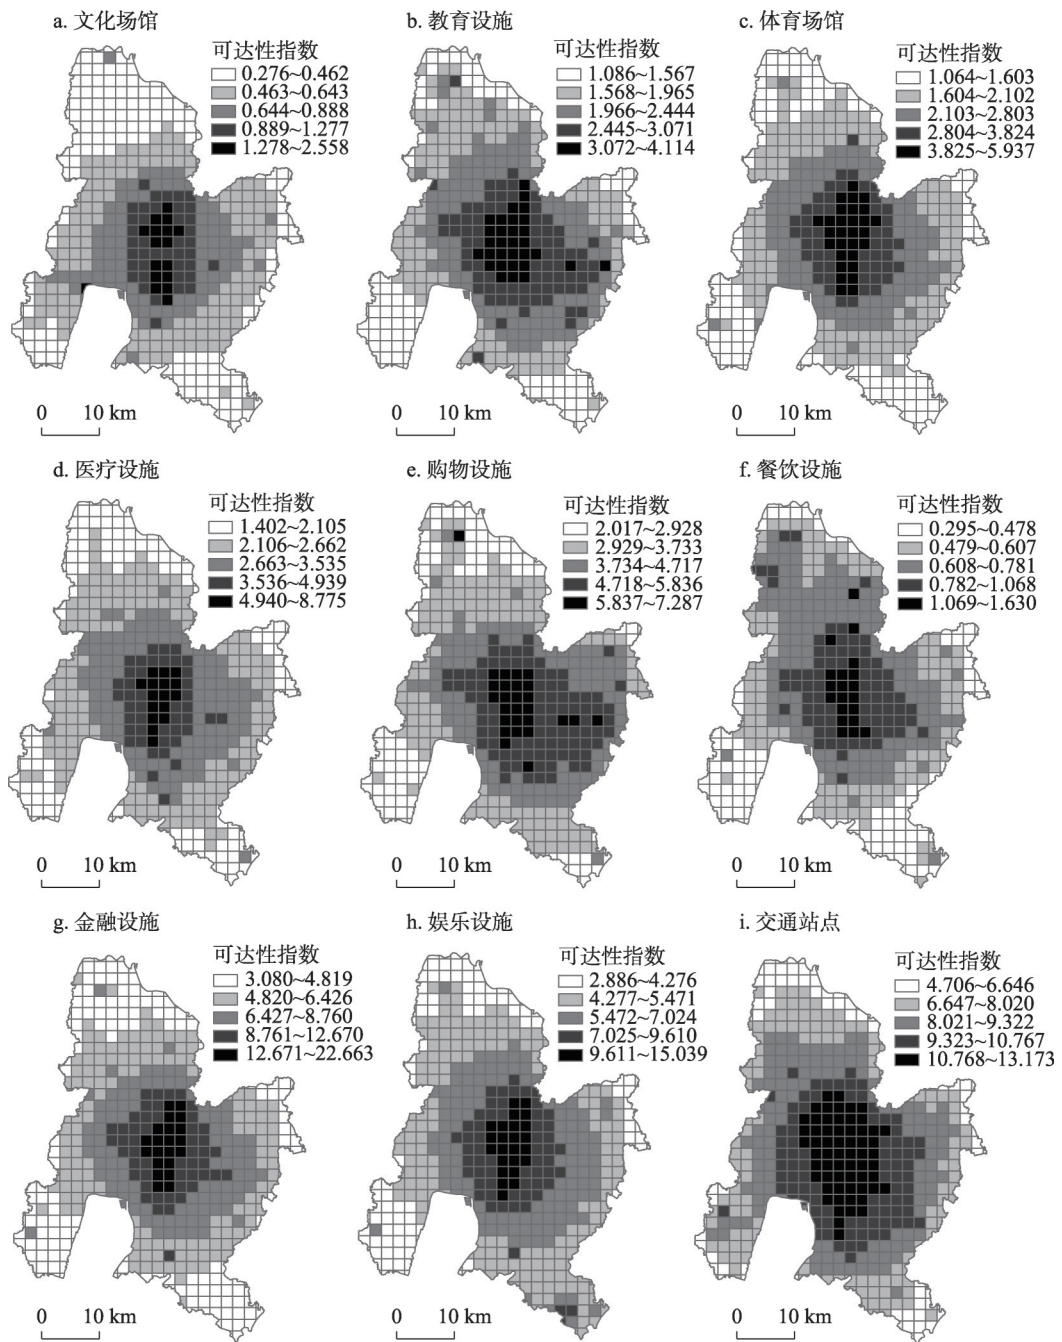 a. 文化场馆
可达性指数
0.276~0.462
0.463~0.643
0.644~0.888
0.889~1.277
1.278~2.558
0 10 km
b. 教育设施
可达性指数
1.086~1.567
1.568~1.965
1.966~2.444
2.445~3.071
3.072~4.114
0 10 km
c. 体育场馆
可达性指数
1.064~1.603
1.604~2.102
2.103~2.803
2.804~3.824
3.825~5.937
0 10 km
d. 医疗设施
可达性指数
1.402~2.105
2.106~2.662
2.663~3.535
3.536~4.939
4.940~8.775
0 10 km
e. 购物设施
可达性指数
2.017~2.928
2.929~3.733
3.734~4.717
4.718~5.836
5.837~7.287
0 10 km
f. 餐饮设施
可达性指数
0.295~0.478
0.479~0.607
0.608~0.781
0.782~1.068
1.069~1.630
0 10 km
g. 金融设施
可达性指数
3.080~4.819
4.820~6.426
6.427~8.760
8.761~12.670
12.671~22.663
0 10 km
h. 娱乐设施
可达性指数
2.886~4.276
4.277~5.471
5.472~7.024
7.025~9.610
9.611~15.039
0 10 km
i. 交通站点
可达性指数
4.706~6.646
6.647~8.020
8.021~9.322
9.323~10.767
10.768~13.173
0 10 km